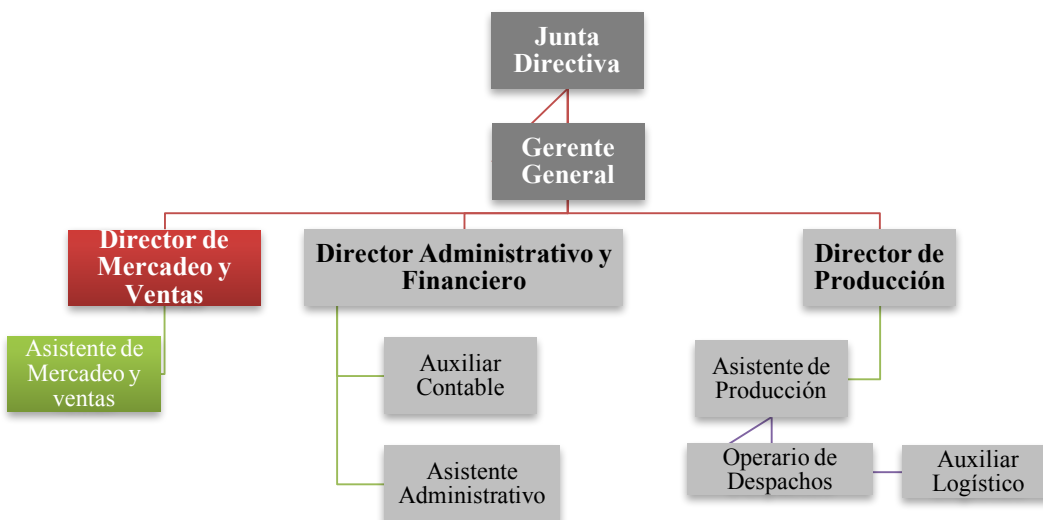 Junta
Directiva
Gerente
General
Director de
Mercadeo y
Ventas
Director Administrativo y
Financiero
Director de
Producción
Asistente de
Mercadeo y
ventas
Auxiliar
Contable
Asistente de
Producción
Asistente
Administrativo
Operario de
Despachos
Auxiliar
Logístico